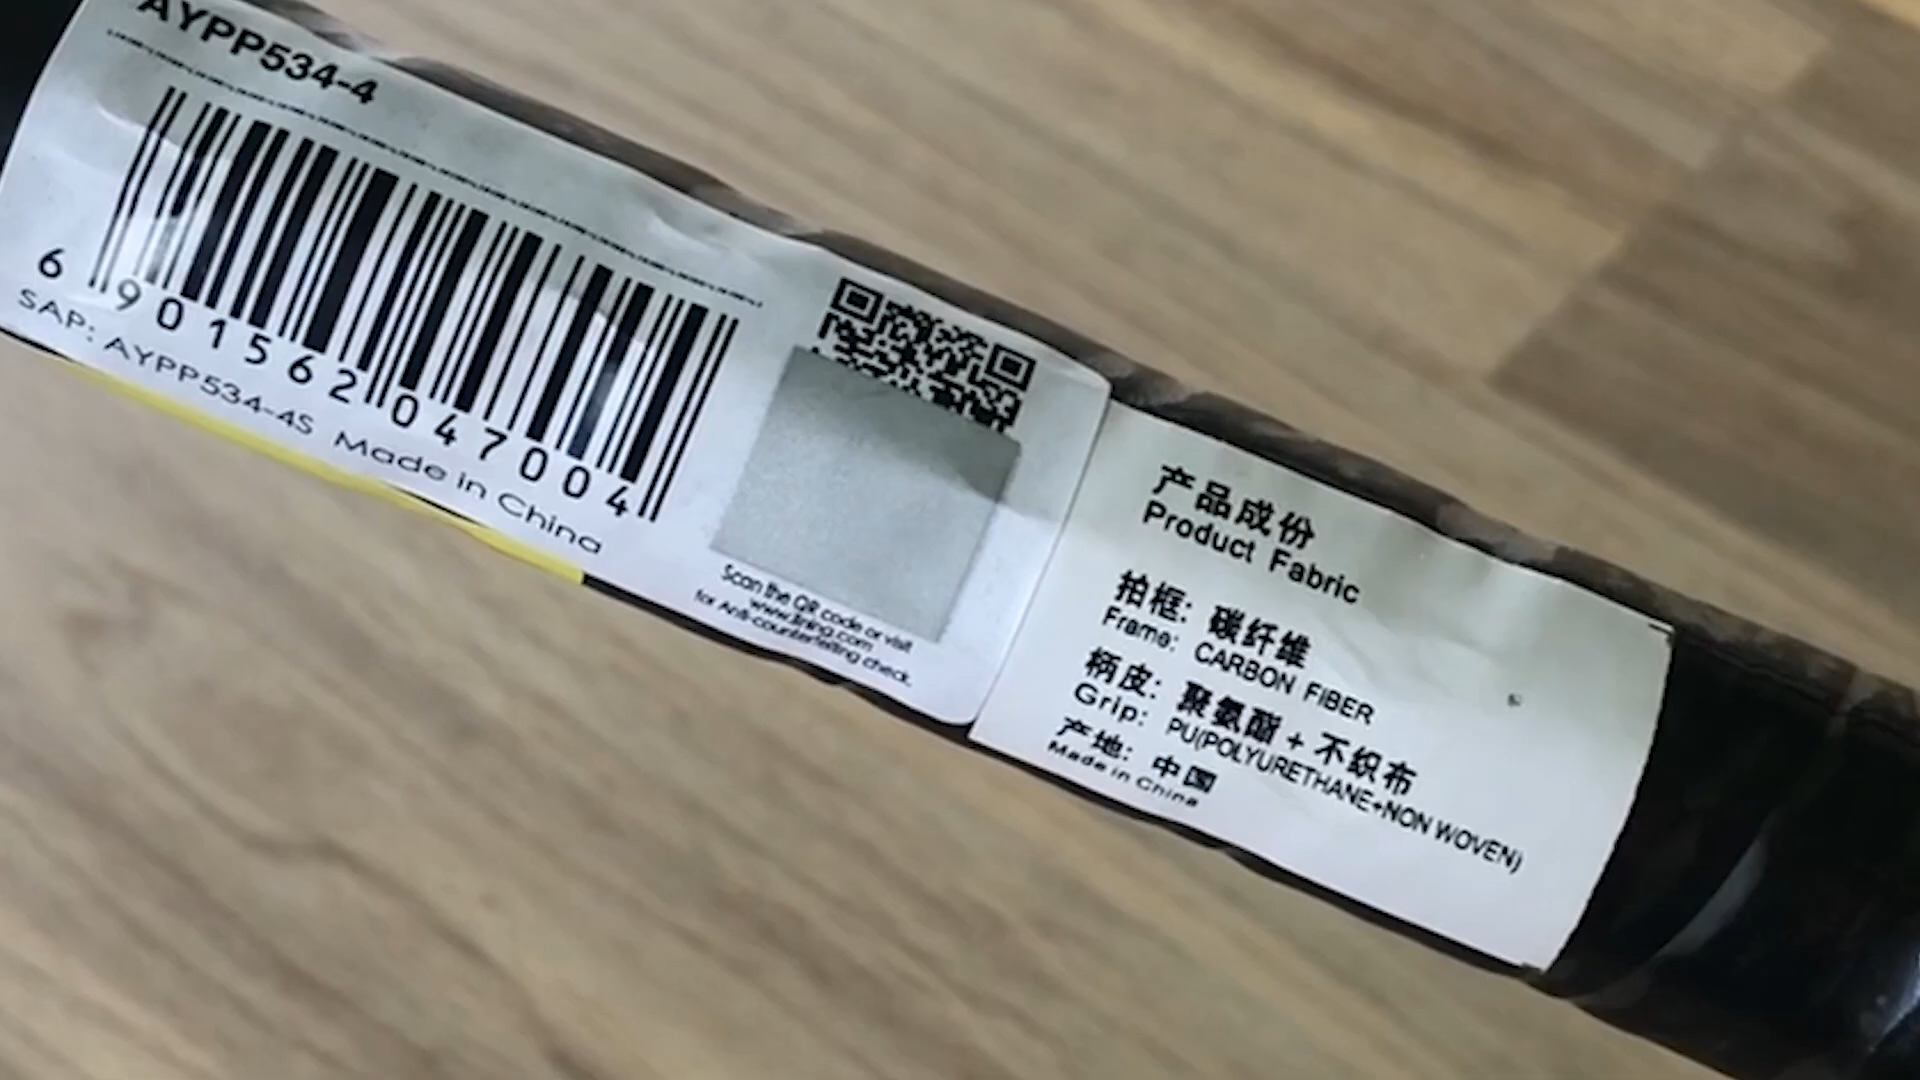 AYPP534-4
6 901562 047004
SAP: AYPP534-4S Made in China
Scan the QR code or visit
www.lining.com
for Anti-counterfeiting check.
产品成份
Product Fabric
拍框: 碳纤维
Frame: CARBON FIBER
柄皮: 聚氨酯 + 不织布
Grip: PU(POLYURETHANE+NON WOVEN)
产地: 中国
Made in China